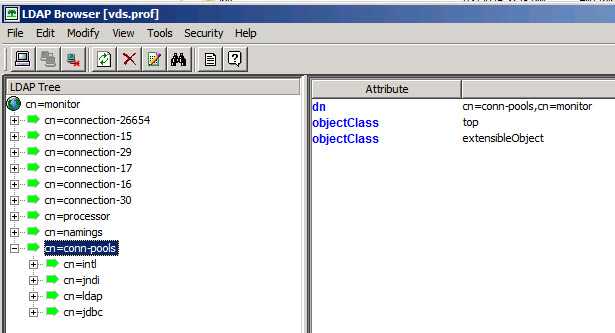 LDAP Browser [vds.prof]
File Edit Modify View Tools Security Help
LDAP Tree
cn=monitor
cn=connection-26654
cn=connection-15
cn=connection-29
cn=connection-17
cn=connection-16
cn=connection-30
cn=processor
cn=namings
cn=conn-pools
cn=intl
cn=jndi
cn=ldap
cn=jdbc
Attribute
dn cn=conn-pools,cn=monitor
objectClass top
objectClass extensibleObject